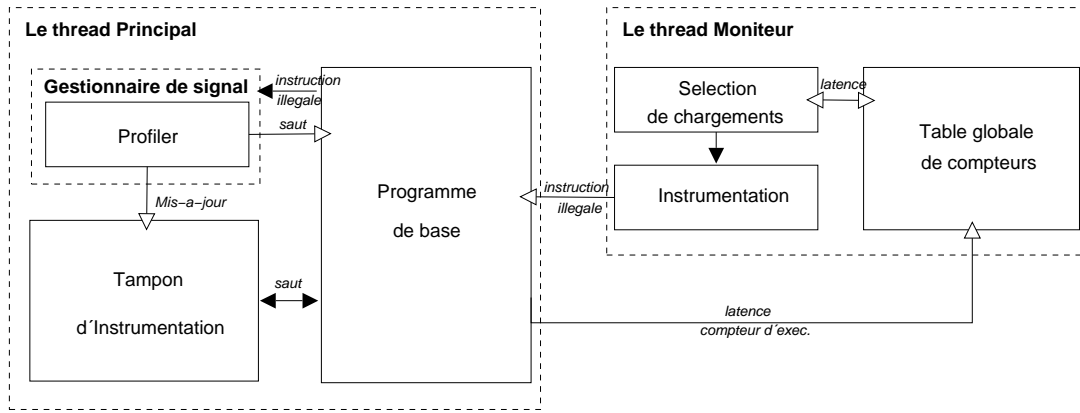 Le thread Principal
Gestionnaire de signal
Profiler
instruction
illegale
saut
Mis−a−jour
Tampon
d´Instrumentation
saut
Programme
de base
Le thread Moniteur
Selection
de chargements
latence
Table globale
de compteurs
Instrumentation
instruction
illegale
latence
compteur d´exec.